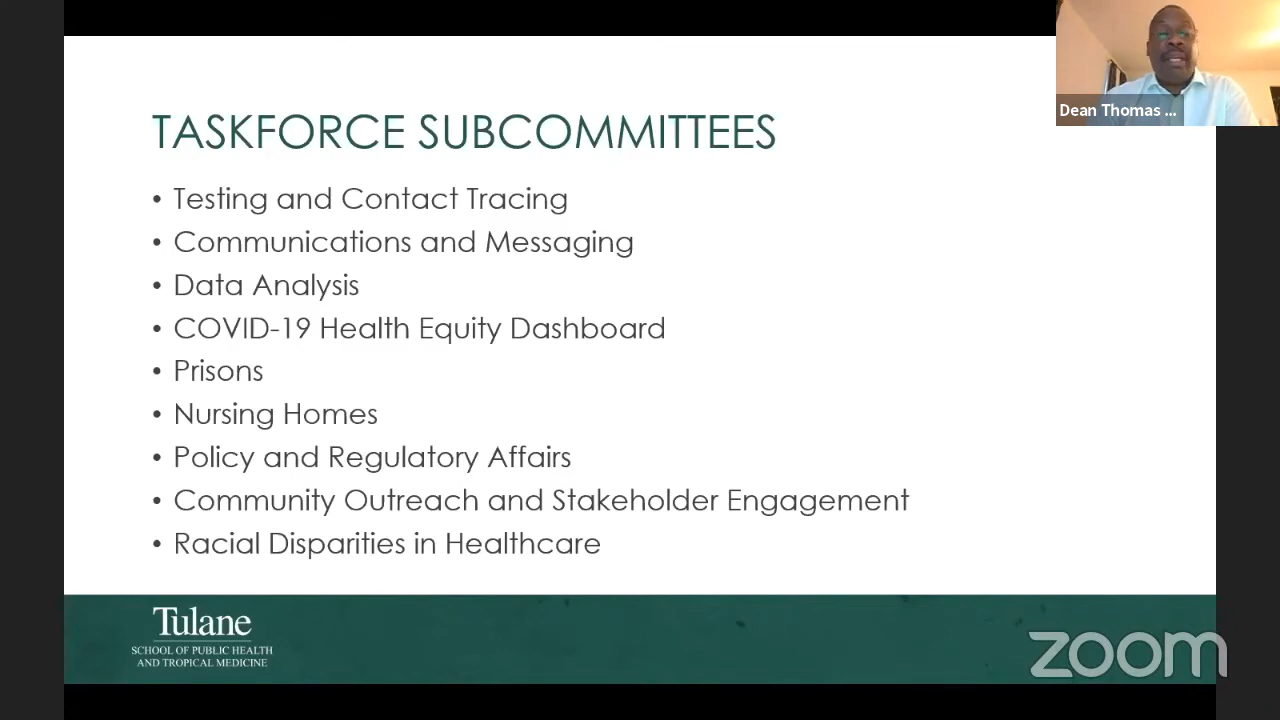 Dean Thomas ...
TASKFORCE SUBCOMMITTEES
• Testing and Contact Tracing
• Communications and Messaging
• Data Analysis
• COVID-19 Health Equity Dashboard
• Prisons
• Nursing Homes
• Policy and Regulatory Affairs
• Community Outreach and Stakeholder Engagement
• Racial Disparities in Healthcare
Tulane
SCHOOL OF PUBLIC HEALTH
AND TROPICAL MEDICINE
zoom